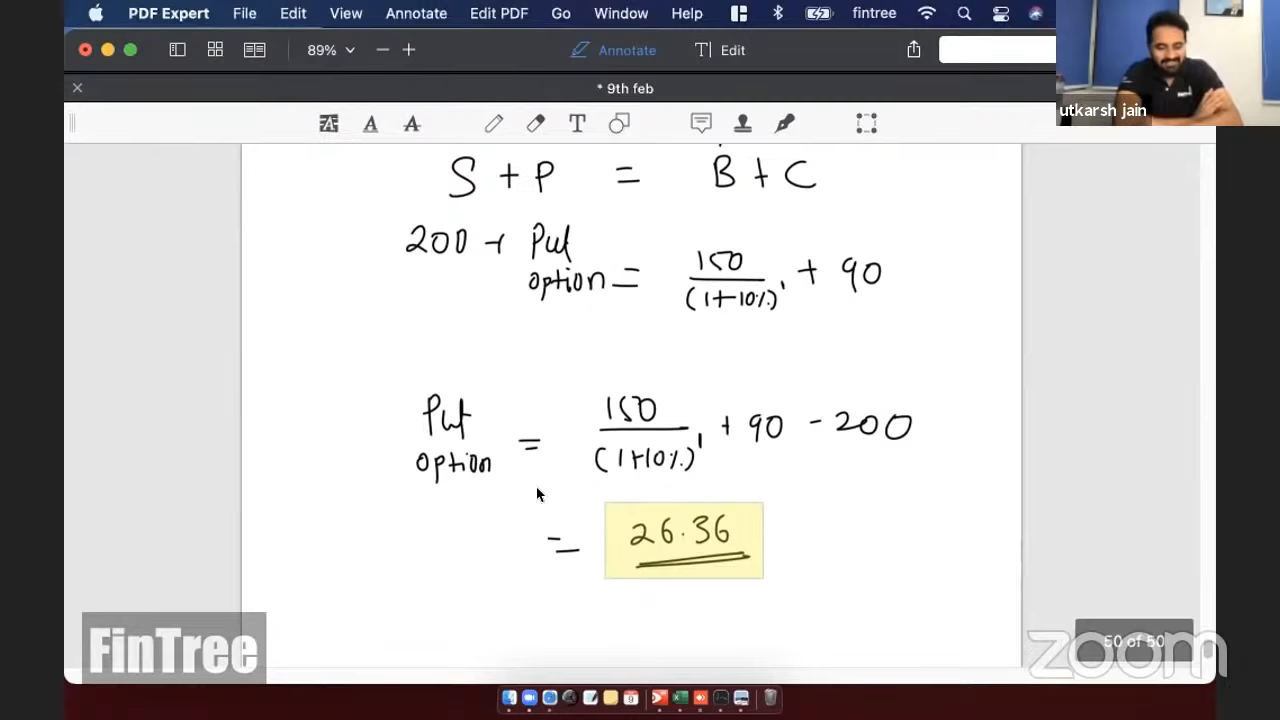 PDF Expert File Edit View Annotate Edit PDF Go Window Help fintree
89% Annotate T| Edit
utkarsh jain
* 9th feb
A A A T
S + P = B + C
200 + Put option = 150 / (1+10%)¹ + 90
Put option = 150 / (1+10%)¹ + 90 - 200
= 26.36
50 of 50
FinTree
zoom
9